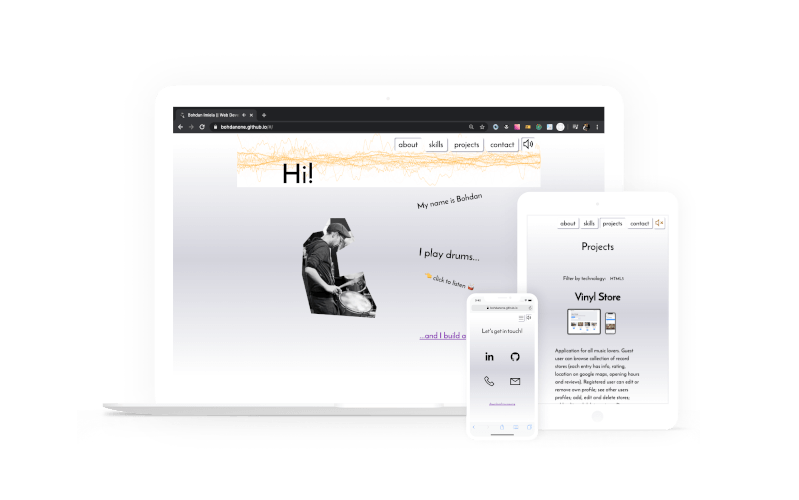 Bohdan Imiela || Web Deve
bohdanone.github.io/#/
about
skills
projects
contact
Hi!
My name is Bohdan
I play drums...
click to listen
...and I build a
about
skills
projects
contact
Projects
Filter by technology: HTML5
Vinyl Store
Application for all music lovers. Guest
user can browse collection of record
stores (each entry has info, rating,
location on google maps, opening hours
and reviews). Registered user can edit or
remove own profile; see other users
profiles; add, edit and delete stores;
Let's get in touch!